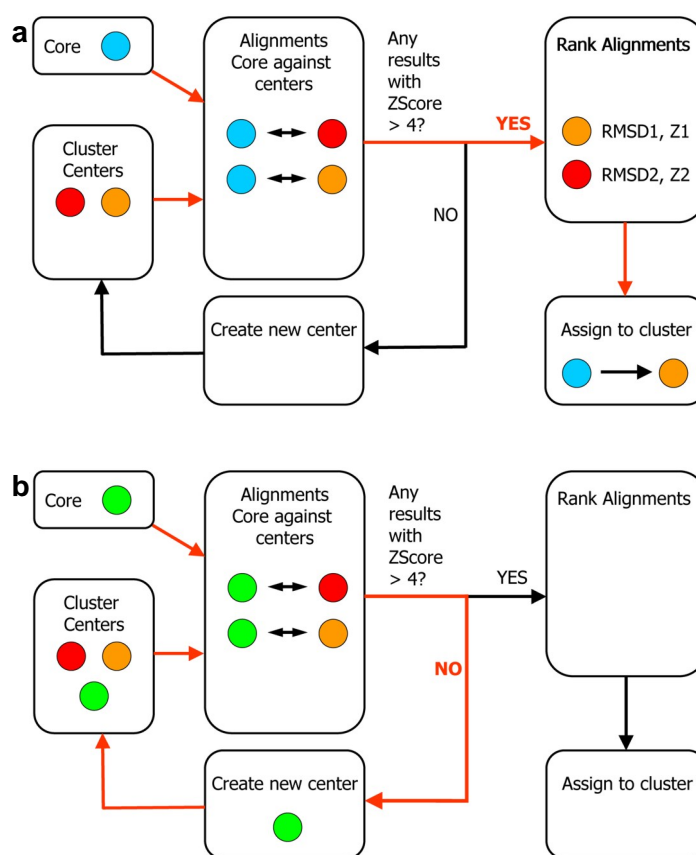 a
Core
Alignments
Core against
centers
Any
results
with
ZScore
> 4?
YES
NO
Rank Alignments
RMSD1, Z1
RMSD2, Z2
Cluster
Centers
Create new center
Assign to cluster
b
Core
Alignments
Core against
centers
Any
results
with
ZScore
> 4?
YES
NO
Rank Alignments
Cluster
Centers
Create new center
Assign to cluster